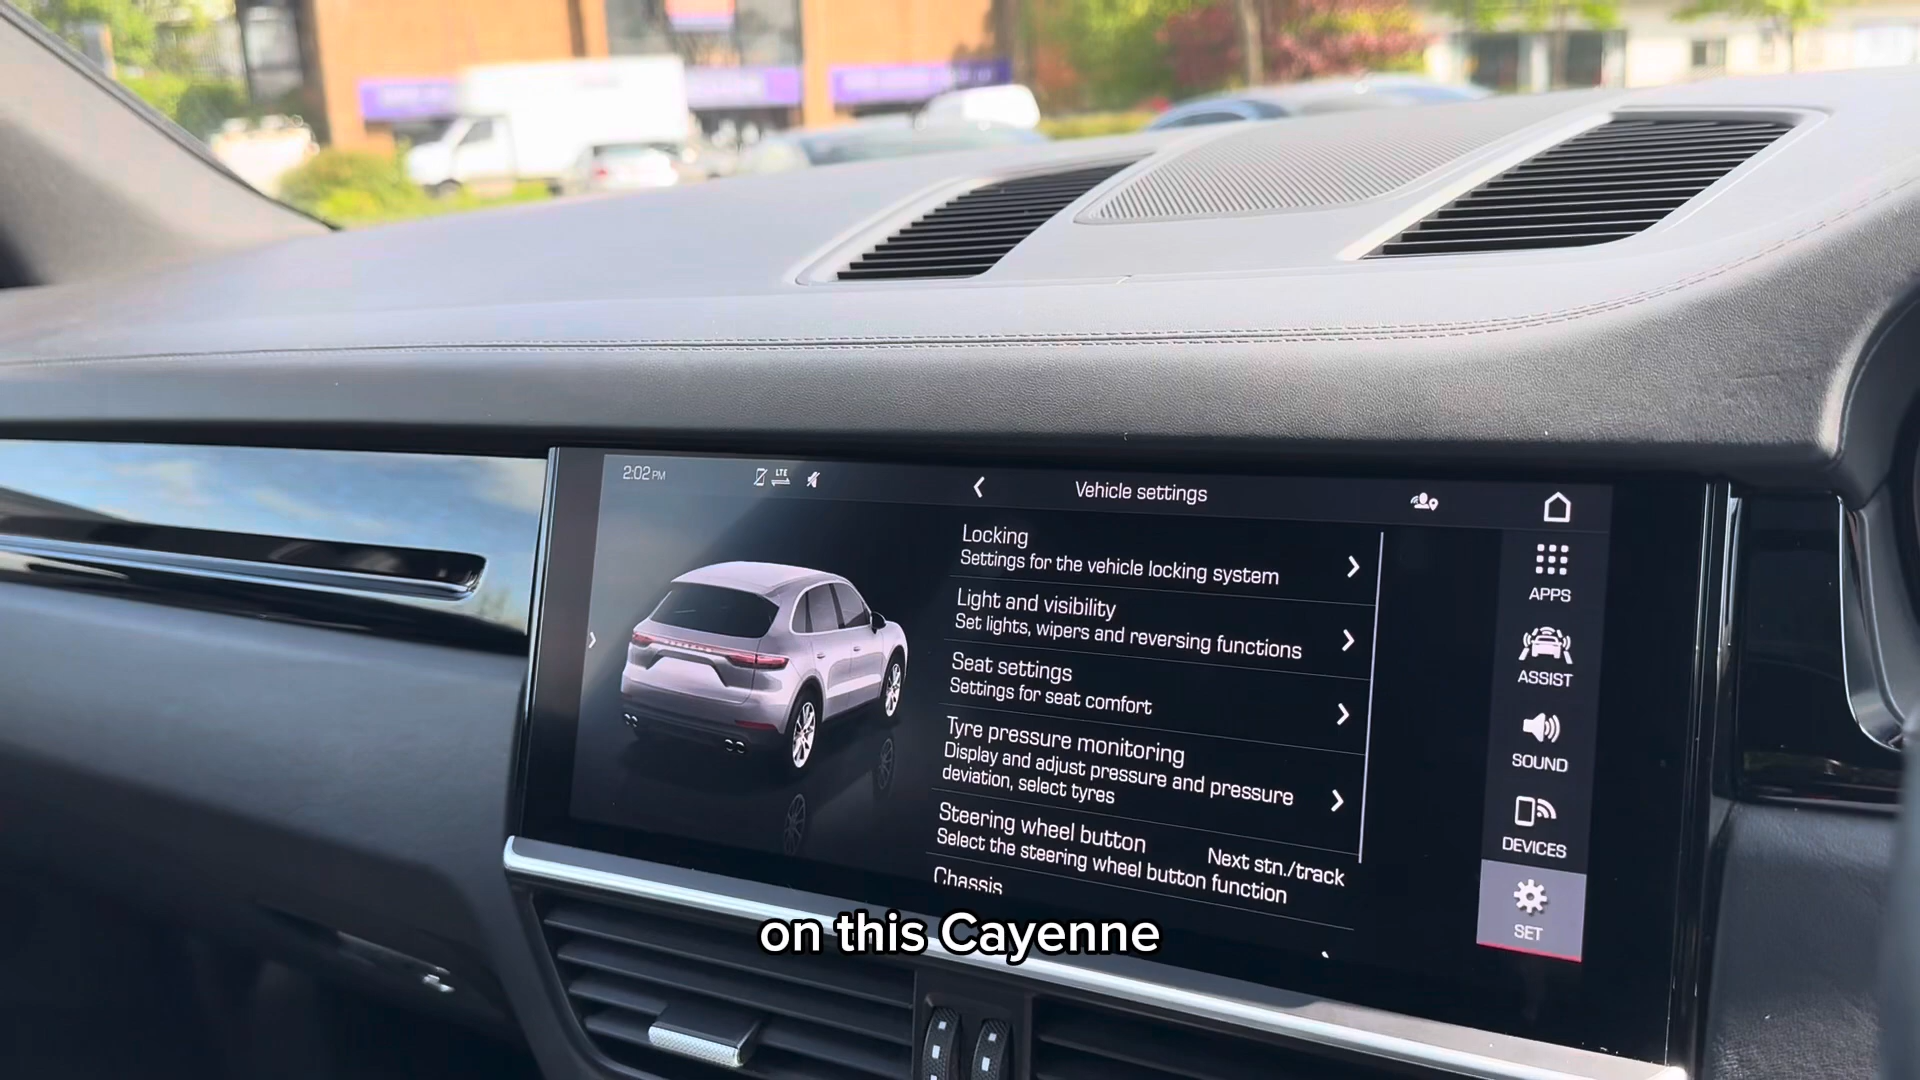 2:02 PM
LTE
Vehicle settings
Locking
Settings for the vehicle locking system
Light and visibility
Set lights, wipers and reversing functions
Seat settings
Settings for seat comfort
Tyre pressure monitoring
Display and adjust pressure and pressure
deviation, select tyres
Steering wheel button
Next stn./track
Select the steering wheel button function
Chassis
APPS
ASSIST
SOUND
DEVICES
SET
on this Cayenne